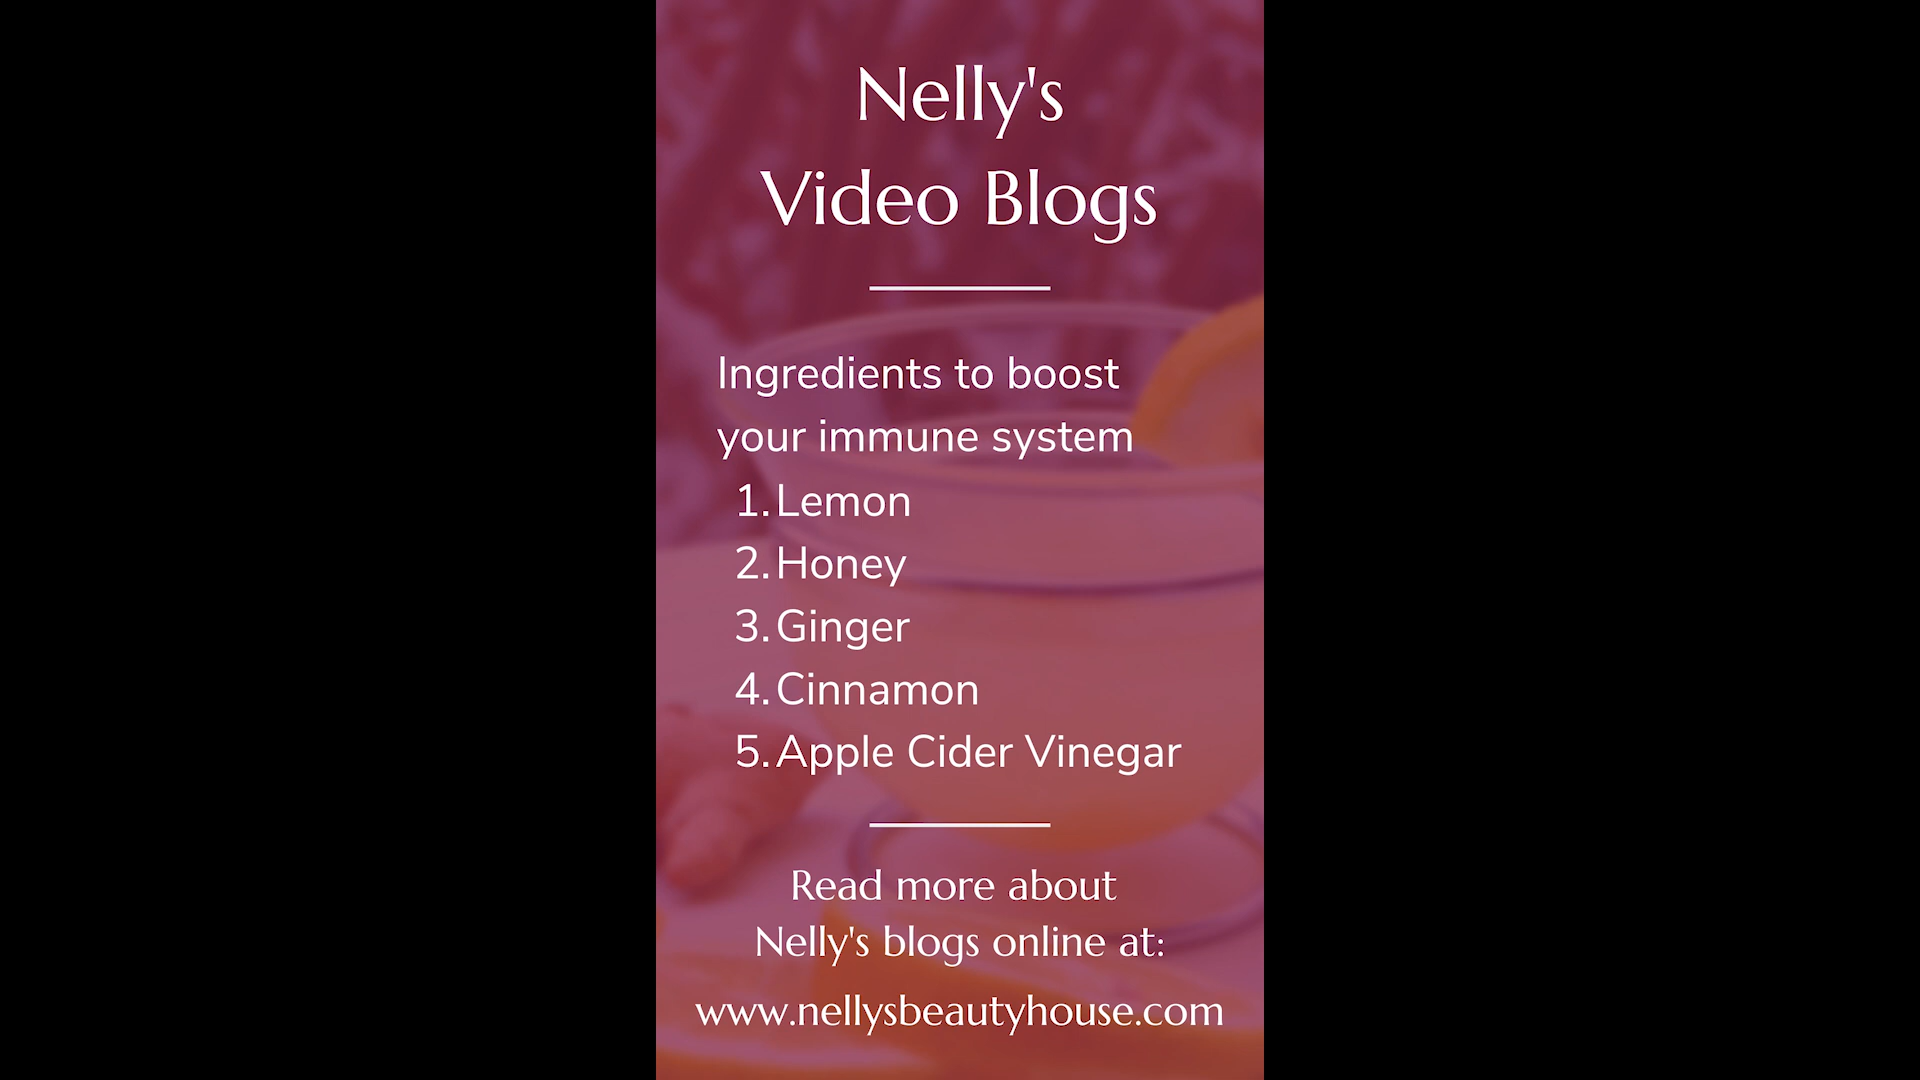 Nelly's
Video Blogs
Ingredients to boost
your immune system
1. Lemon
2. Honey
3. Ginger
4. Cinnamon
5. Apple Cider Vinegar
Read more about
Nelly's blogs online at:
www.nellysbeautyhouse.com